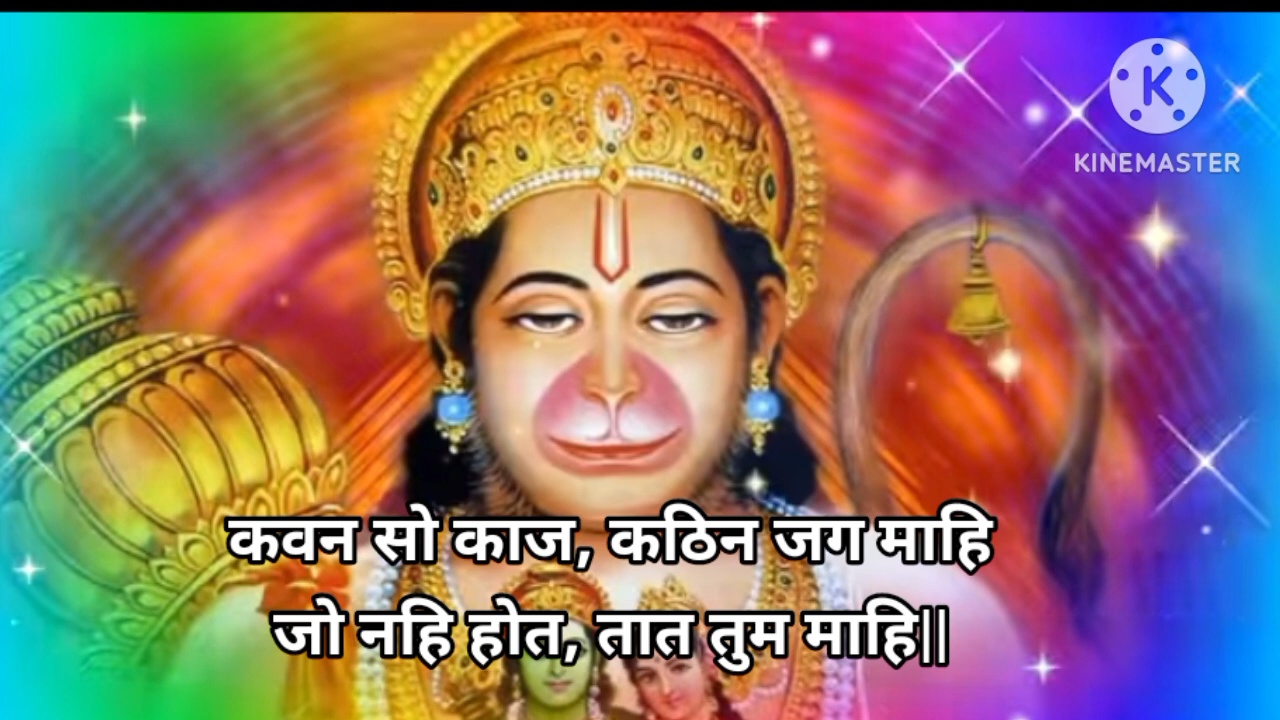 KINEMASTER
कवन सो काज, कठिन जग माहि
जो नहि होत, तात तुम माहि||